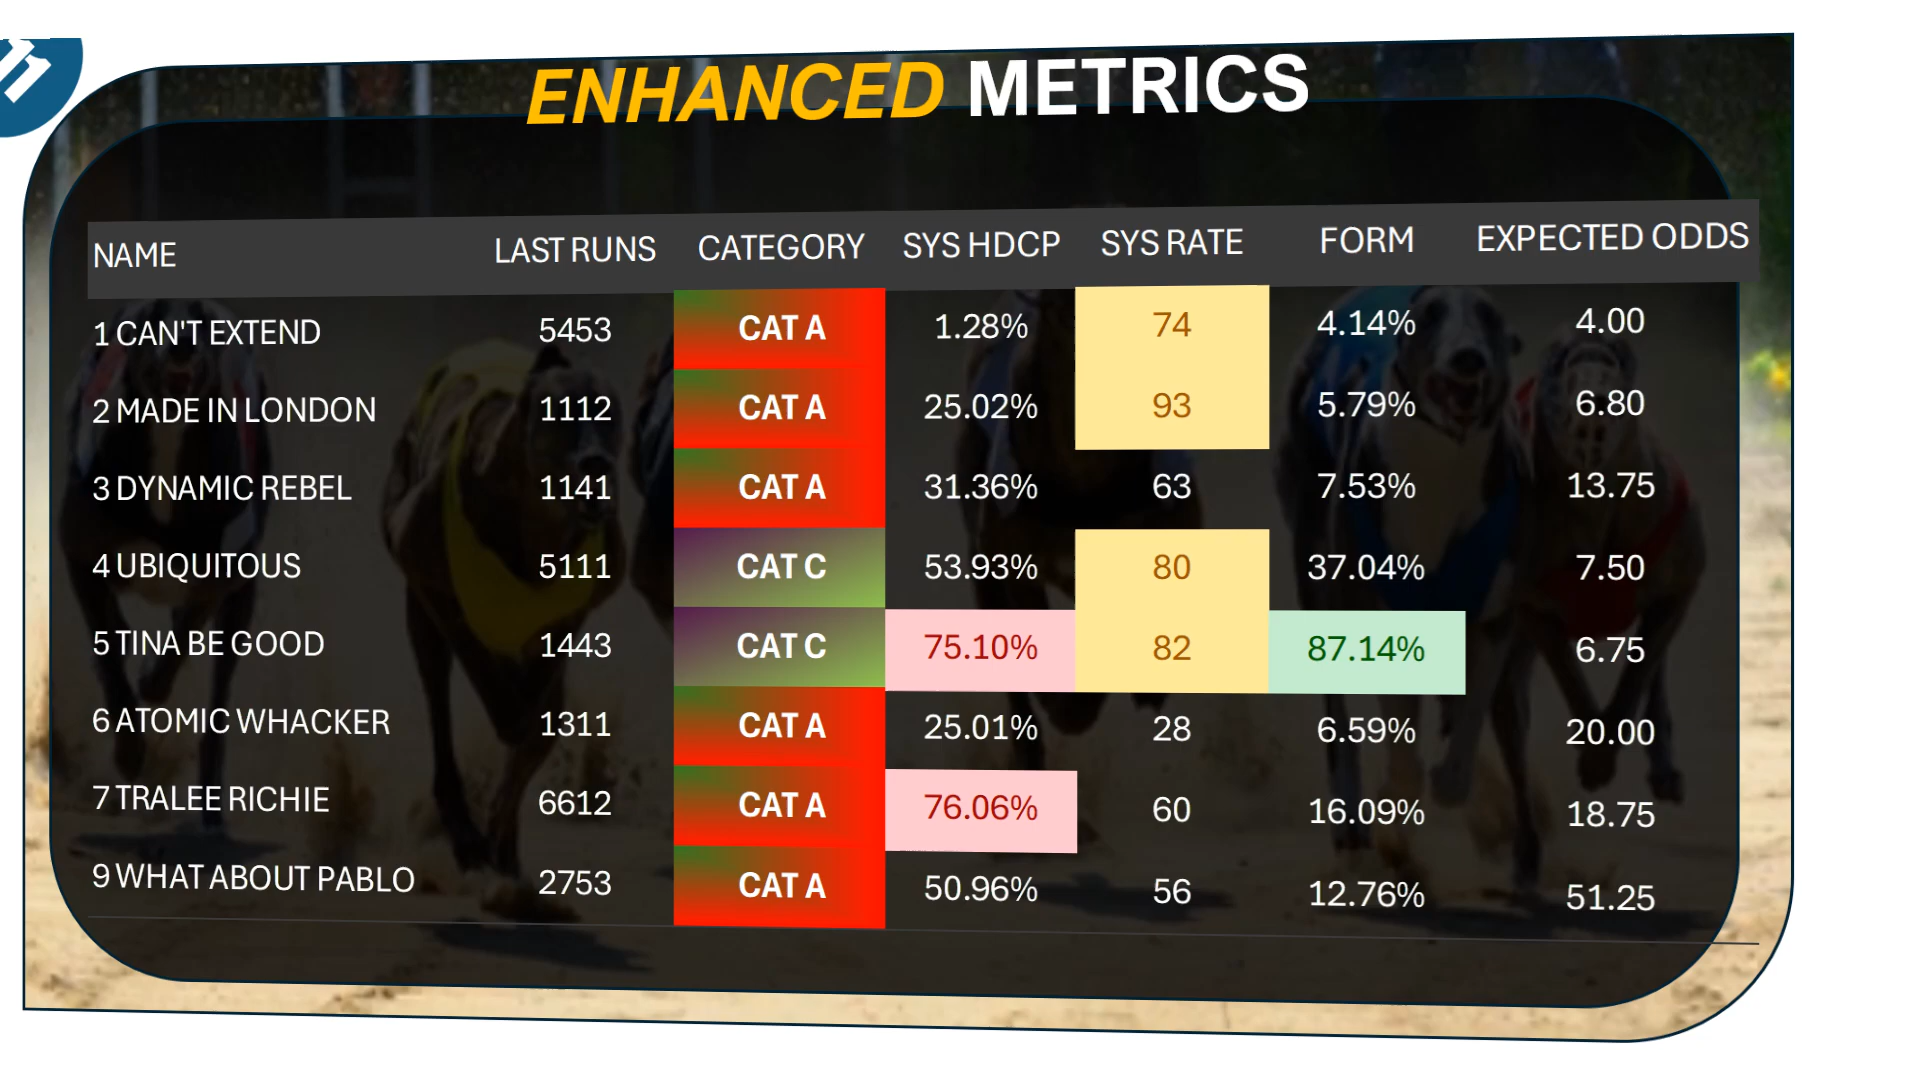 ENHANCED METRICS
NAME LAST RUNS CATEGORY SYS HDCP SYS RATE FORM EXPECTED ODDS
1 CAN'T EXTEND 5453 CAT A 1.28% 74 4.14% 4.00
2 MADE IN LONDON 1112 CAT A 25.02% 93 5.79% 6.80
3 DYNAMIC REBEL 1141 CAT A 31.36% 63 7.53% 13.75
4 UBIQUITOUS 5111 CAT C 53.93% 80 37.04% 7.50
5 TINA BE GOOD 1443 CAT C 75.10% 82 87.14% 6.75
6 ATOMIC WHACKER 1311 CAT A 25.01% 28 6.59% 20.00
7 TRALEE RICHIE 6612 CAT A 76.06% 60 16.09% 18.75
9 WHAT ABOUT PABLO 2753 CAT A 50.96% 56 12.76% 51.25